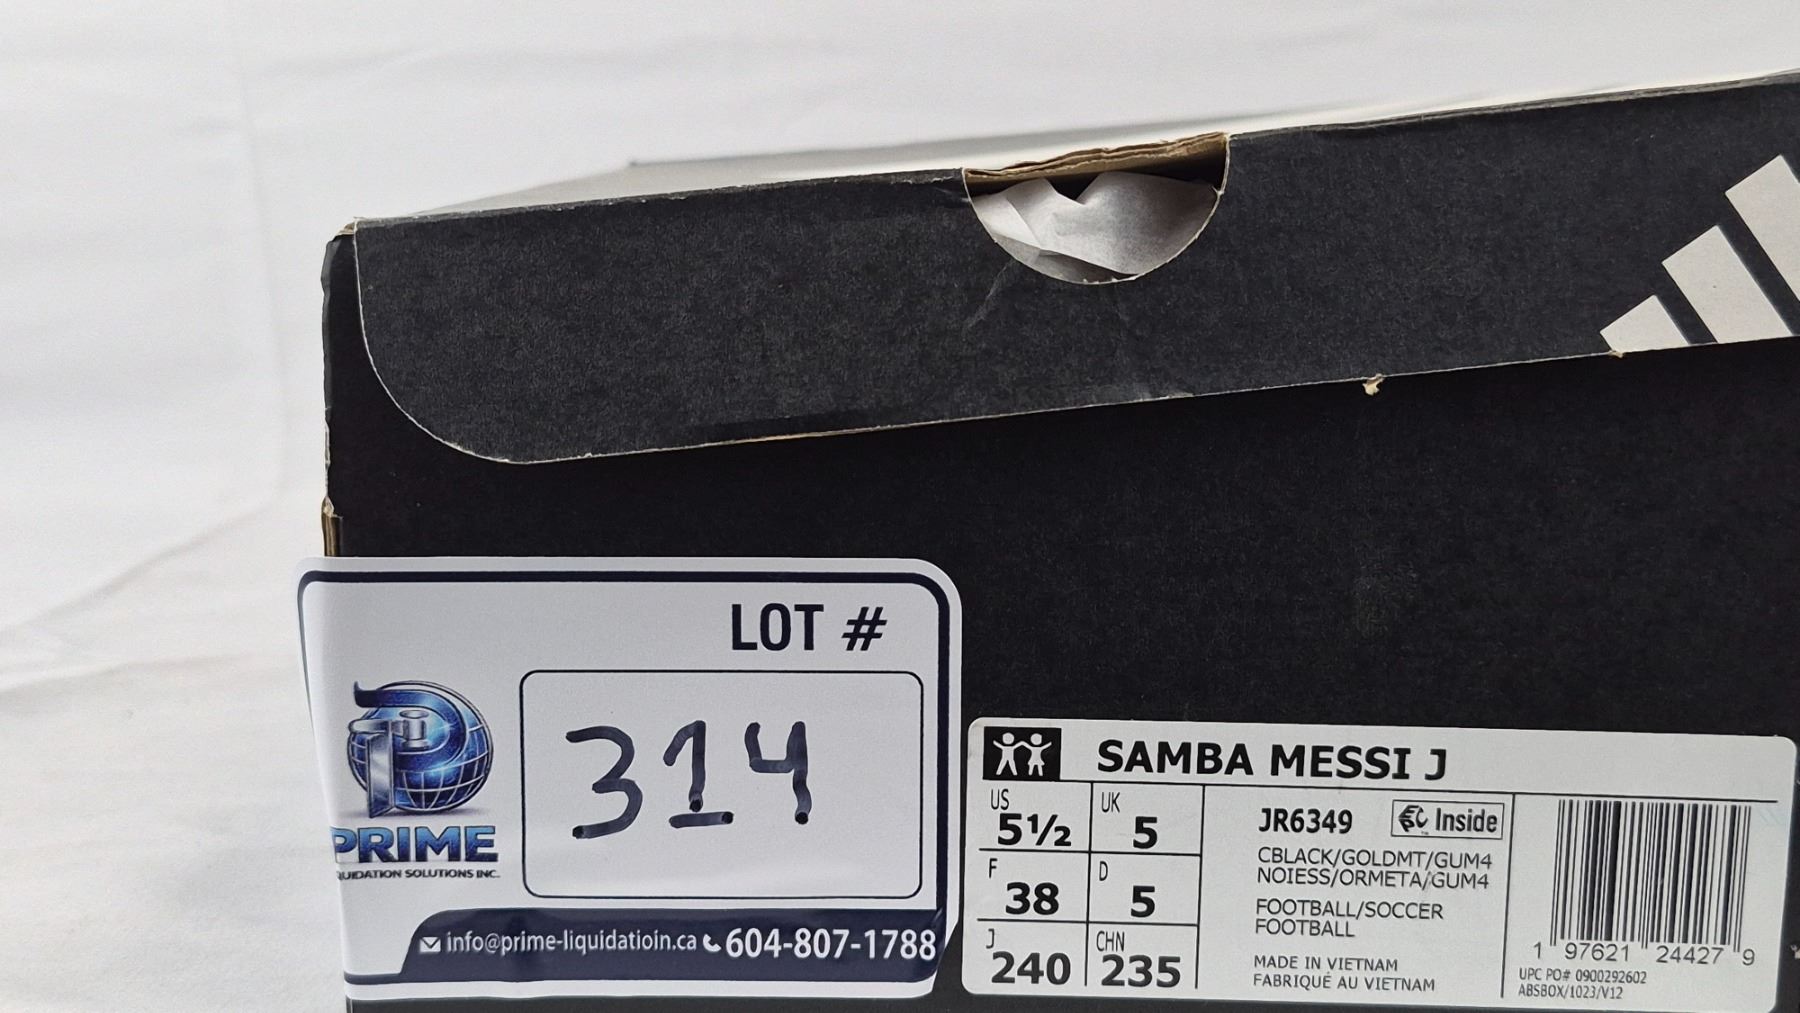 LOT #
314
PRIME
LIQUIDATION SOLUTIONS INC.
info@prime-liquidatioin.ca 604-807-1788
SAMBA MESSI J
US 5½ UK 5
F 38 D 5
J 240 CHN 235
JR6349 Inside
CBLACK/GOLDMT/GUM4
NOIESS/ORMETA/GUM4
FOOTBALL/SOCCER
FOOTBALL
MADE IN VIETNAM
FABRIQUÉ AU VIETNAM
1 97621 24427 9
UPC PO# 0900292602
ABSBOX/1023/V12